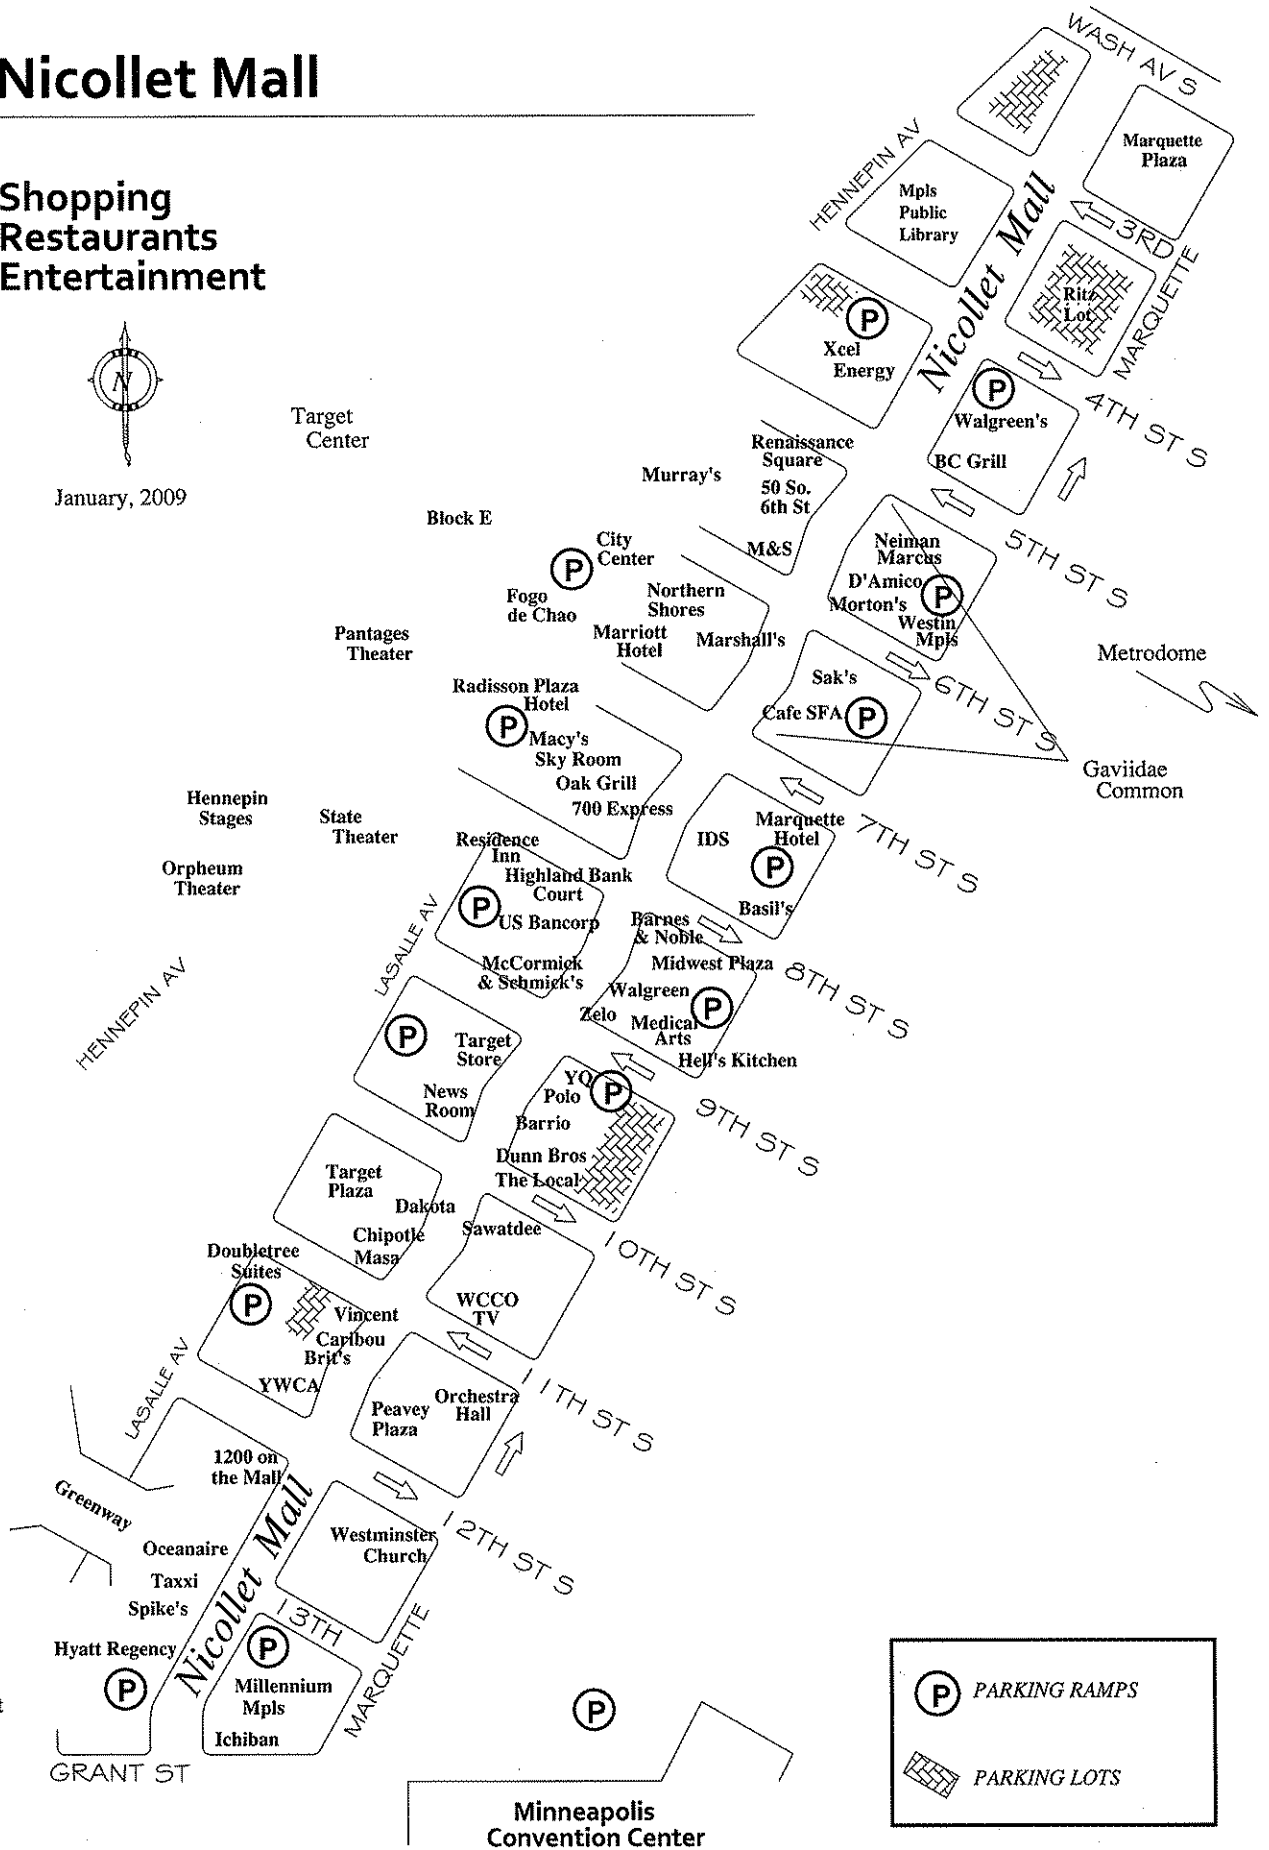 Nicollet Mall
Shopping
Restaurants
Entertainment
N
January, 2009
WASH AV S
Marquette
Plaza
HENNEPIN AV
Mpls
Public
Library
Nicollet Mall
3RD
MARQUETTE
Ritz
Lot
P
Xcel
Energy
P
Walgreen's
BC Grill
4TH ST S
Target
Center
Renaissance
Square
50 So.
6th St
M&S
Murray's
Block E
5TH ST S
Neiman
Marcus
D'Amico
Morton's
P
Westin
Mpls
City
Center
P
Fogo
de Chao
Northern
Shores
Marriott
Hotel
Marshall's
Pantages
Theater
Metrodome
6TH ST S
Sak's
Cafe SFA
P
Gaviidae
Common
Radisson Plaza
Hotel
P
Macy's
Sky Room
Oak Grill
700 Express
7TH ST S
Marquette
Hotel
IDS
P
Basil's
Hennepin
Stages
State
Theater
Orpheum
Theater
Residence
Inn
Highland Bank
Court
P
US Bancorp
McCormick
& Schmick's
LASALLE AV
Barnes
& Noble
Midwest Plaza
Walgreen
P
Zelo
Medical
Arts
Hell's Kitchen
8TH ST S
HENNEPIN AV
P
Target
Store
News
Room
YQ
P
Polo
Barrio
Dunn Bros
The Local
9TH ST S
Target
Plaza
Dakota
Chipotle
Masa
Sawatdee
WCCO
TV
10TH ST S
Doubletree
Suites
P
Vincent
Caribou
Brit's
YWCA
LASALLE AV
Orchestra
Hall
Peavey
Plaza
11TH ST S
1200 on
the Mall
Greenway
Nicollet Mall
Westminster
Church
12TH ST S
Oceanaire
Taxxi
Spike's
Hyatt Regency
P
13TH
P
Millennium
Mpls
Ichiban
MARQUETTE
GRANT ST
t
P
Minneapolis
Convention Center
P PARKING RAMPS
PARKING LOTS